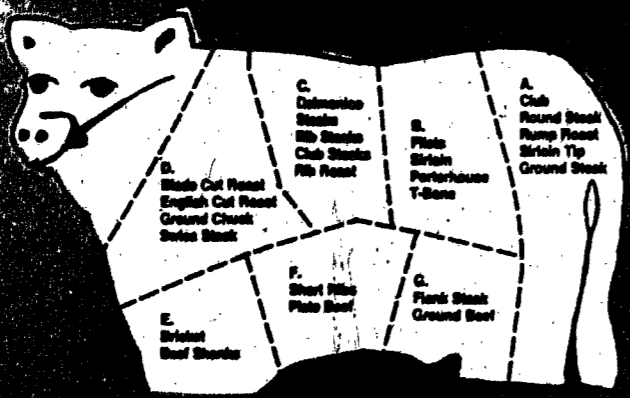 A.
Club
Round Steak
Rump Roast
Sirloin Tip
Ground Steak
B.
Filets
Sirloin
Porterhouse
T-Bone
C.
Delmonico
Steaks
Rib Steaks
Club Steaks
Rib Roast
D.
Blade Cut Roast
English Cut Roast
Ground Chuck
Swiss Steak
E.
Brisket
Beef Shanks
F.
Short Ribs
Plate Beef
G.
Flank Steak
Ground Beef